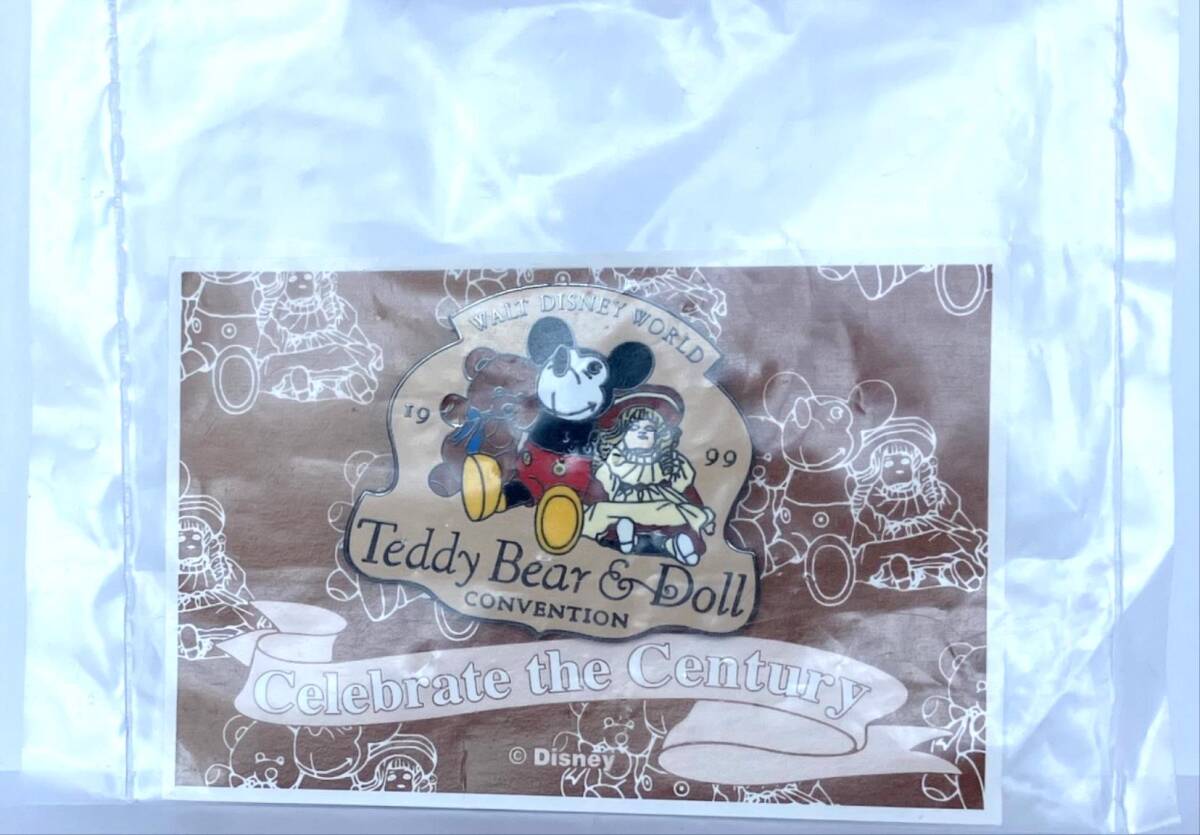 WALT DISNEY WORLD
19 99
Teddy Bear & Doll
CONVENTION
Celebrate the Century
© Disney